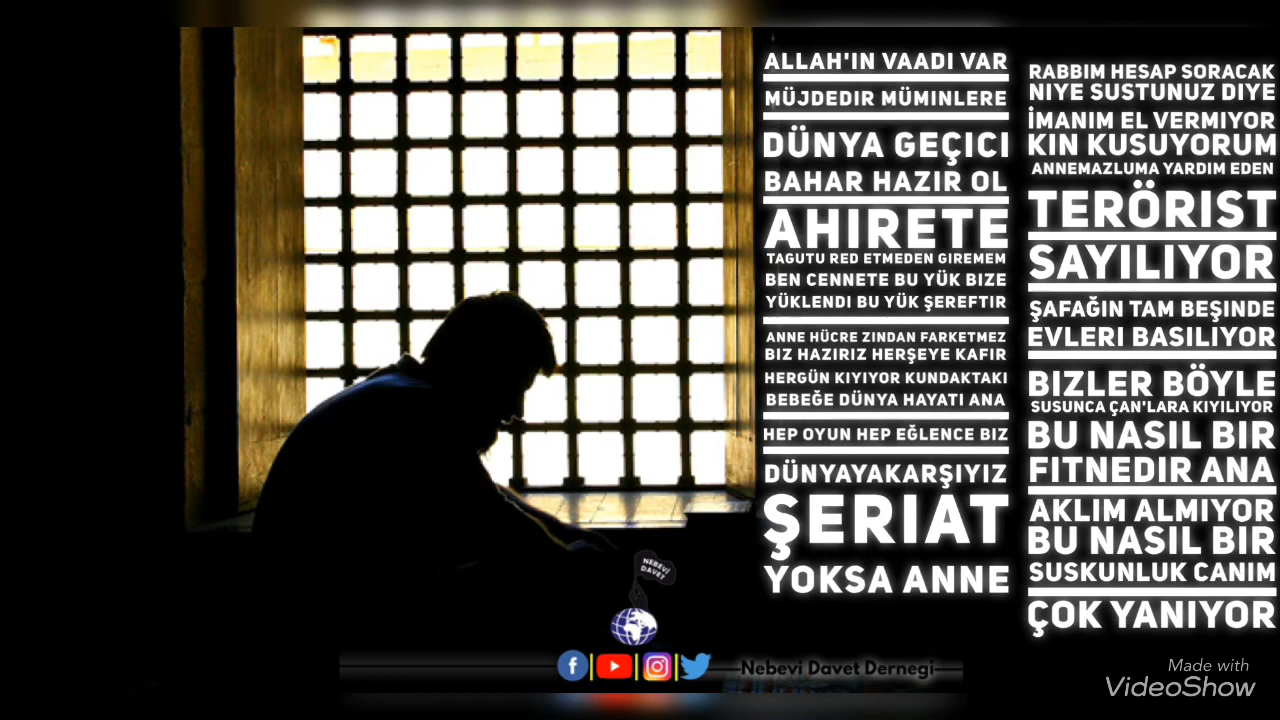 ALLAH'IN VAADI VAR
MÜJDEDIR MÜMINLERE
DÜNYA GEÇICI
BAHAR HAZIR OL
AHIRETE
TAGUTU RED ETMEDEN GIREMEM
BEN CENNETE BU YÜK BIZE
YÜKLENDI BU YÜK ŞEREFTIR
ANNE HÜCRE ZINDAN FARKETMEZ
BIZ HAZIRIZ HERŞEYE KAFIR
HERGÜN KIYIYOR KUNDAKTAKI
BEBEĞE DÜNYA HAYATI ANA
HEP OYUN HEP EĞLENCE BIZ
DÜNYAYAKARŞIYIZ
ŞERIAT
YOKSA ANNE
RABBIM HESAP SORACAK
NIYE SUSTUNUZ DIYE
İMANIM EL VERMIYOR
KIN KUSUYORUM
ANNEMAZLUMA YARDIM EDEN
TERÖRIST
SAYILIYOR
ŞAFAĞIN TAM BEŞINDE
EVLERI BASILIYOR
BIZLER BÖYLE
SUSUNCA ÇAN'LARA KIYILIYOR
BU NASIL BIR
FITNEDIR ANA
AKLIM ALMIYOR
BU NASIL BIR
SUSKUNLUK CANIM
ÇOK YANIYOR
NEBEVİ
DAVET
Nebevi Davet Dernegi
Made with
VideoShow